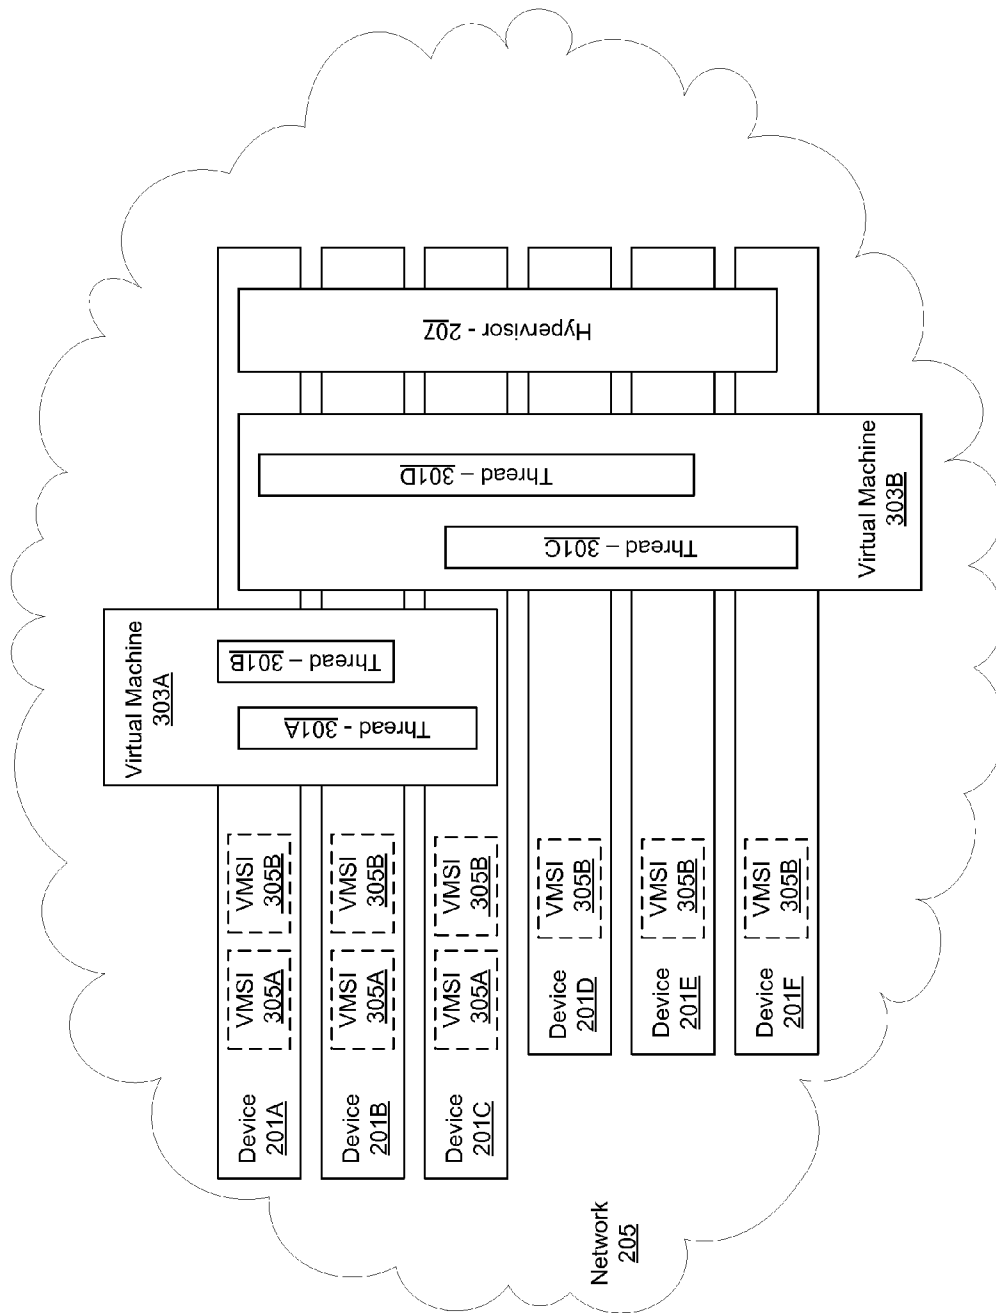 Network
205
Device
201A
VMSI
305A
VMSI
305B
Device
201B
VMSI
305A
VMSI
305B
Device
201C
VMSI
305A
VMSI
305B
Device
201D
VMSI
305B
Device
201E
VMSI
305B
Device
201F
VMSI
305B
Virtual Machine
303A
Thread - 301A
Thread – 301B
Virtual Machine
303B
Thread – 301C
Thread – 301D
Hypervisor - 207